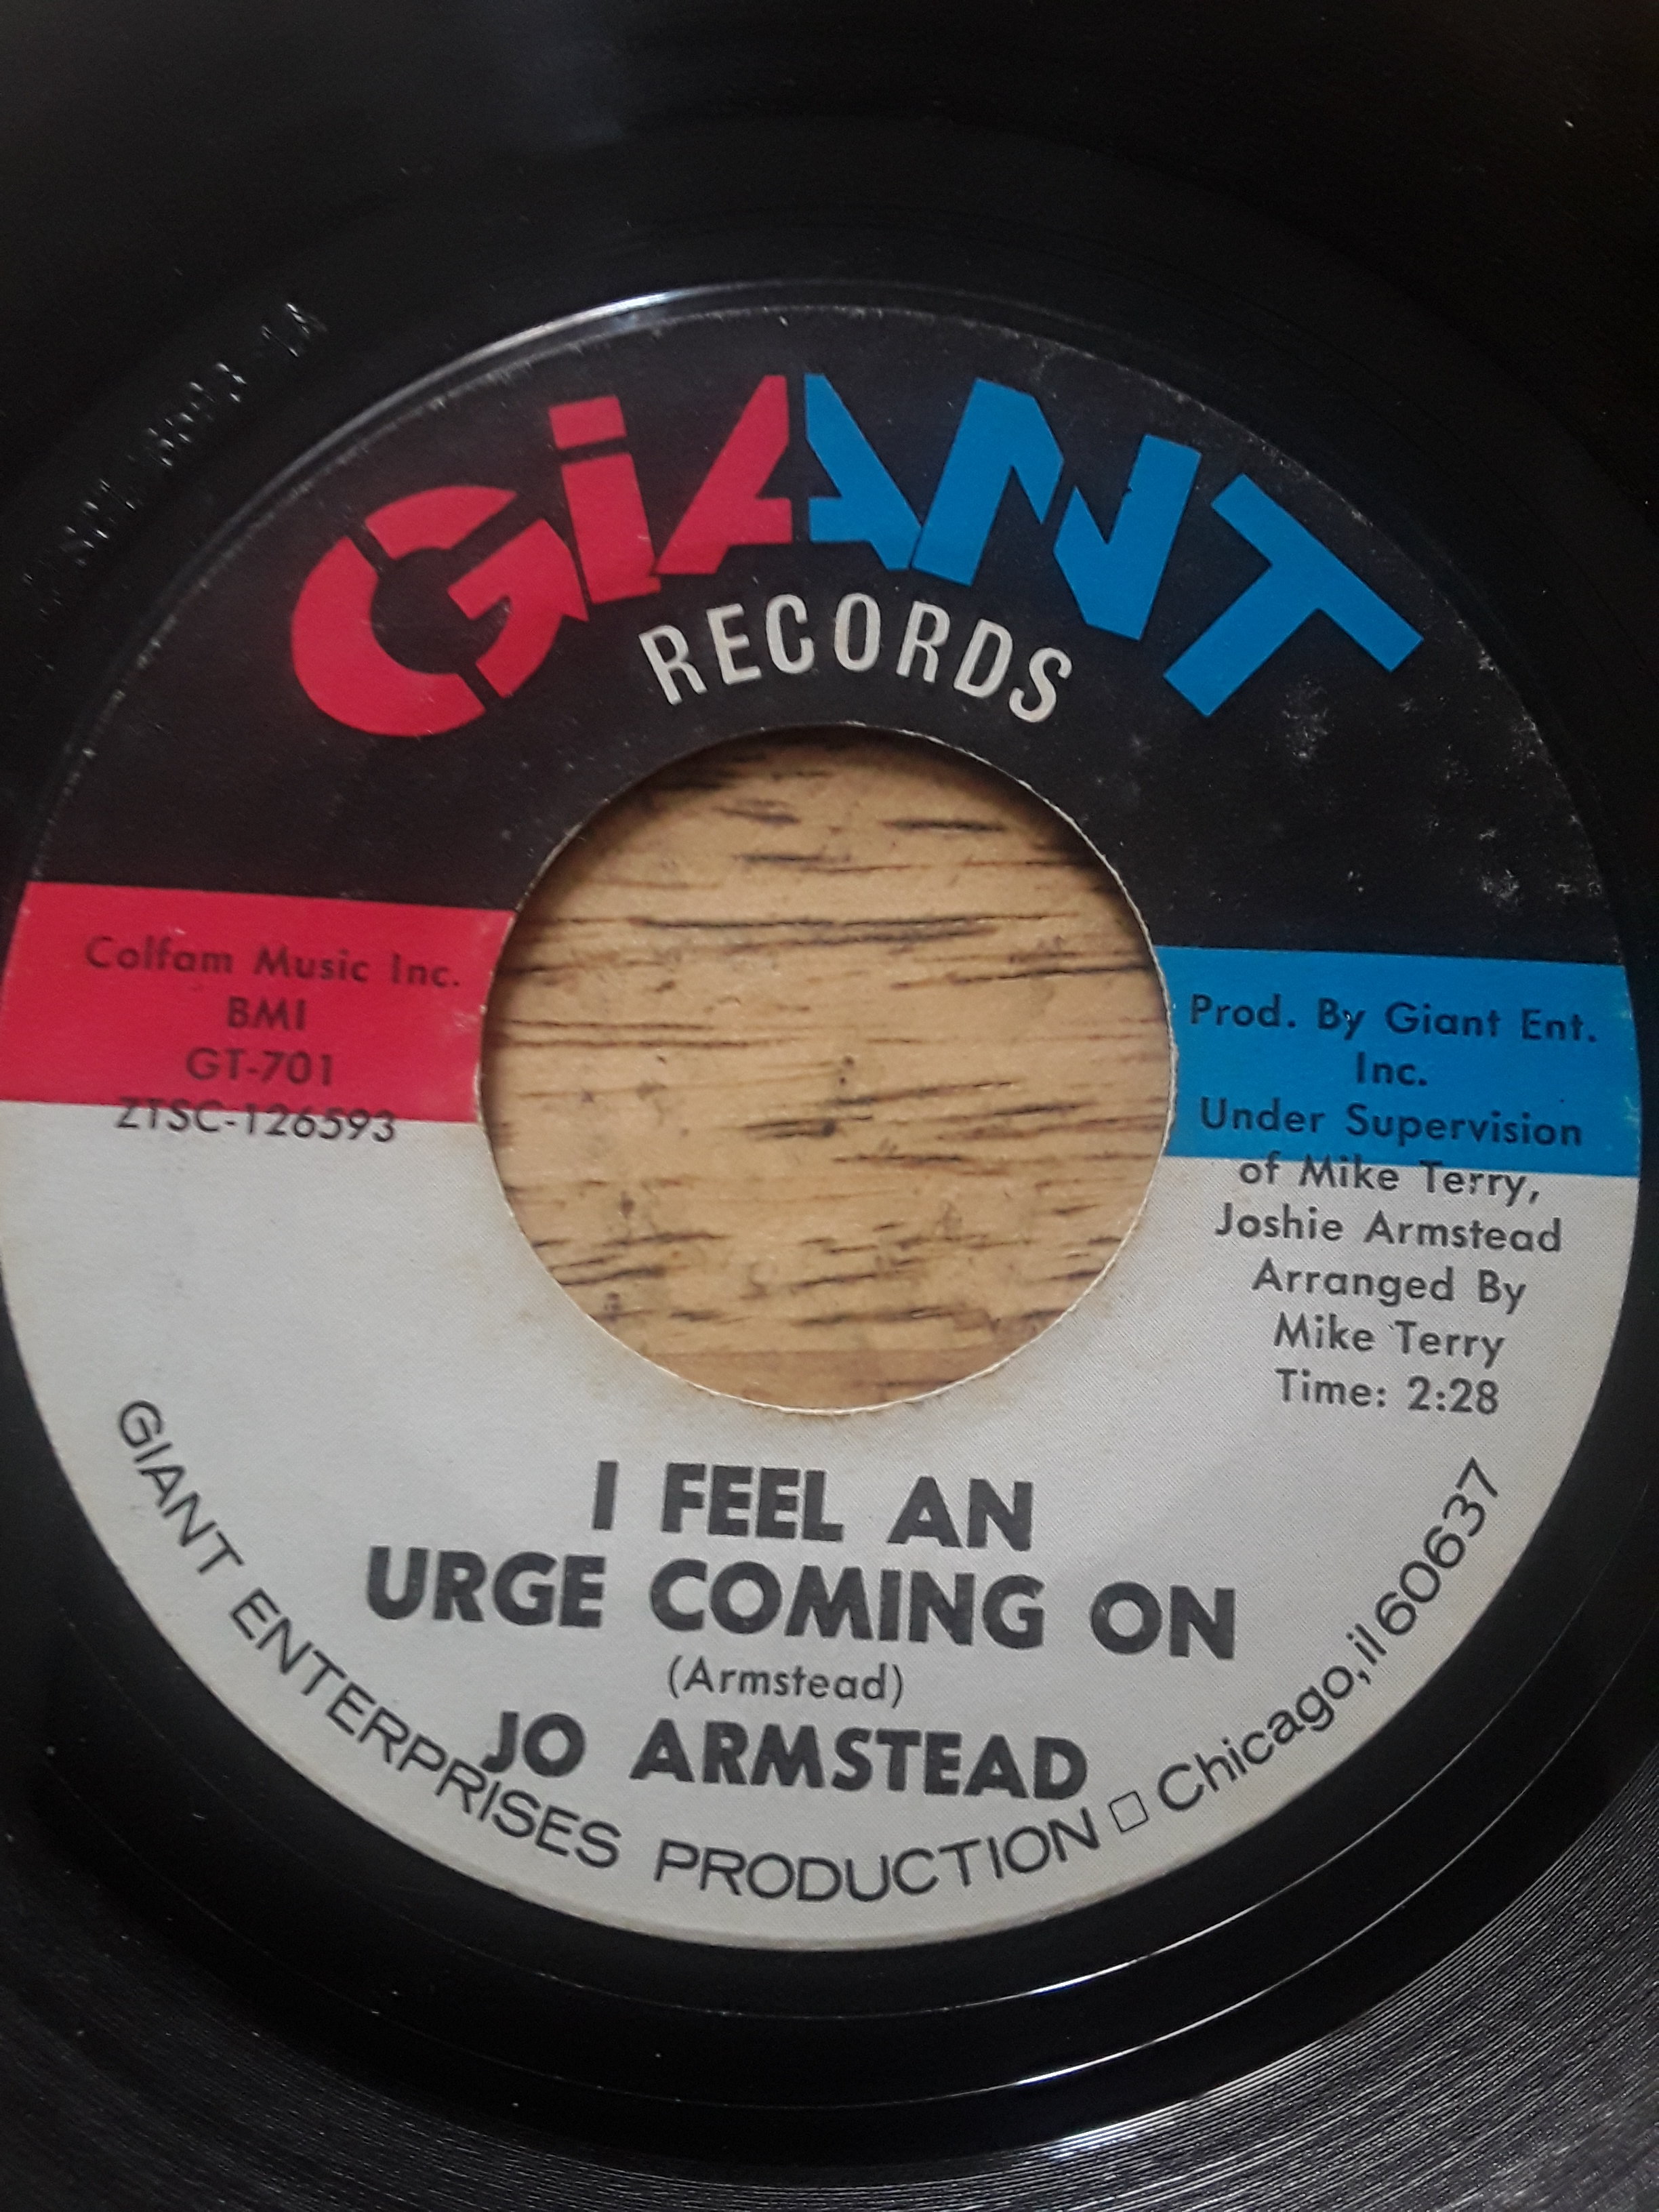 GiANT
RECORDS
Colfam Music Inc.
BMI
GT-701
ZTSC-126593
Prod. By Giant Ent.
Inc.
Under Supervision
of Mike Terry,
Joshie Armstead
Arranged By
Mike Terry
Time: 2:28
I FEEL AN
URGE COMING ON
(Armstead)
JO ARMSTEAD
GIANT ENTERPRISES PRODUCTION □ Chicago, il 60637